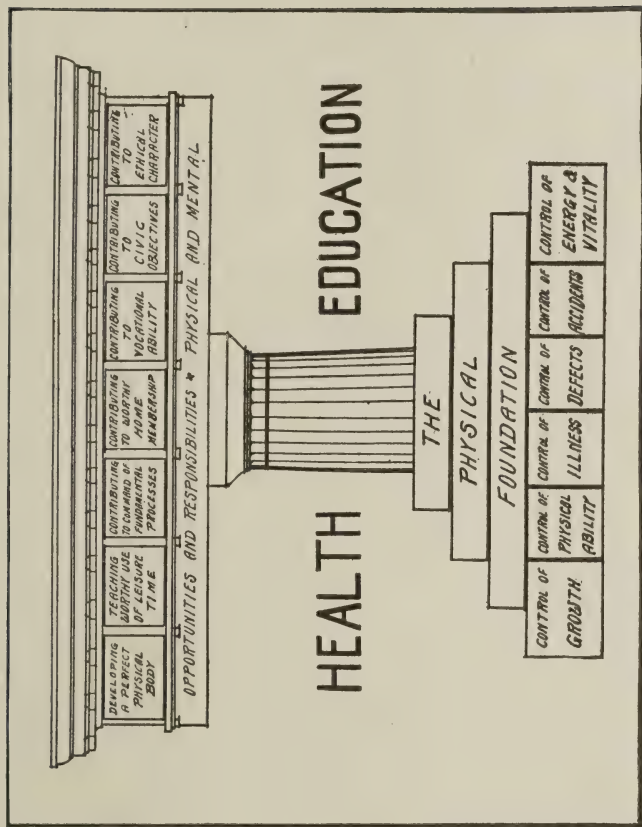 DEVELOPING
A PERFECT
PHYSICAL
BODY
TEACHING
WORTHY USE
OF LEISURE
TIME
CONTRIBUTING
TO COMMAND OF
FUNDAMENTAL
PROCESSES
CONTRIBUTING
TO WORTHY
HOME
MEMBERSHIP
CONTRIBUTING
TO
VOCATIONAL
ABILITY
CONTRIBUTING
TO
CIVIC
OBJECTIVES
CONTRIBUTING
TO
ETHICAL
CHARACTER
OPPORTUNITIES AND RESPONSIBILITIES * PHYSICAL AND MENTAL
HEALTH EDUCATION
THE
PHYSICAL
FOUNDATION
CONTROL OF
GROWTH
CONTROL OF
PHYSICAL
ABILITY
CONTROL OF
ILLNESS
CONTROL OF
DEFECTS
CONTROL OF
ACCIDENTS
CONTROL OF
ENERGY &
VITALITY